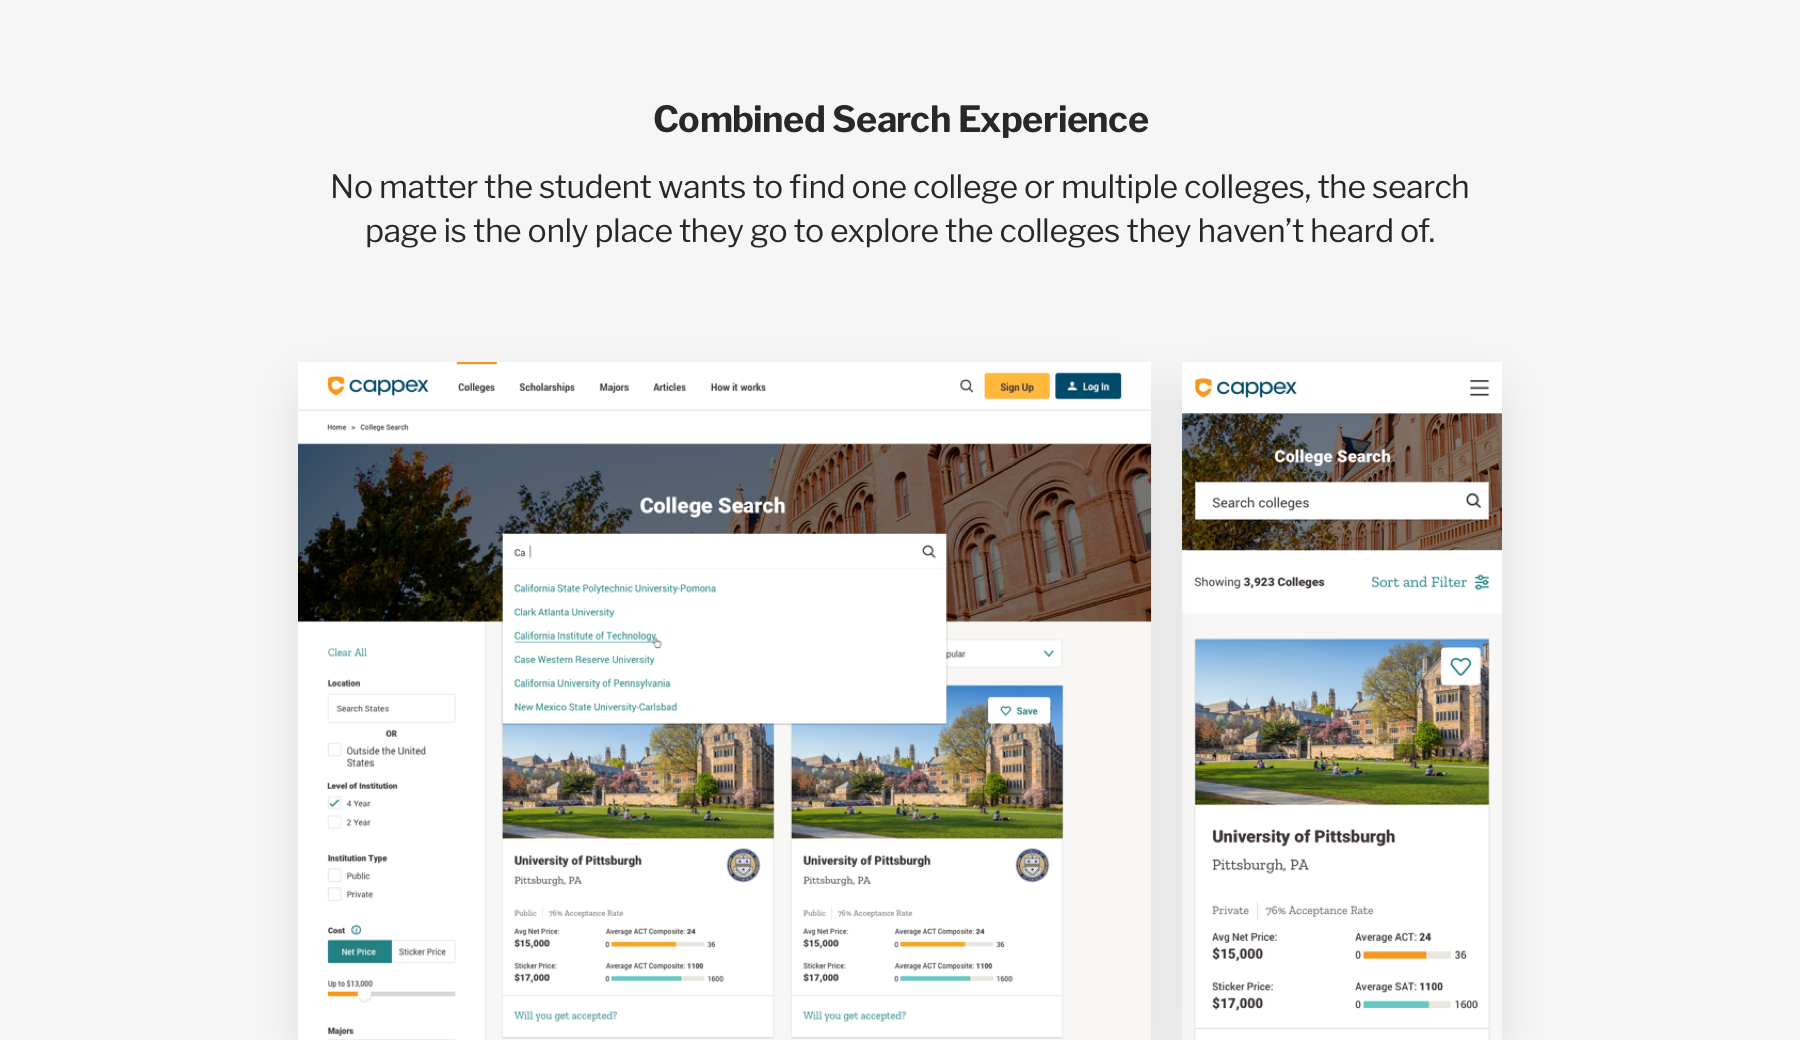 Combined Search Experience
No matter the student wants to find one college or multiple colleges, the search
page is the only place they go to explore the colleges they haven’t heard of.
cappex
Colleges
Scholarships
Majors
Articles
How it works
Sign Up
Log In
Home > College Search
College Search
Ca
California State Polytechnic University-Pomona
Clark Atlanta University
California Institute of Technology
Case Western Reserve University
California University of Pennsylvania
New Mexico State University-Carlsbad
pular
Clear All
Location
Search States
OR
Outside the United
States
Level of Institution
4 Year
2 Year
Institution Type
Public
Private
Cost
Net Price
Sticker Price
Up to $13,000
Majors
University of Pittsburgh
Pittsburgh, PA
Public
76% Acceptance Rate
Avg Net Price:
$15,000
Average ACT Composite: 24
0 36
Sticker Price:
$17,000
Average ACT Composite: 1100
0 1600
Will you get accepted?
Save
University of Pittsburgh
Pittsburgh, PA
Public
76% Acceptance Rate
Avg Net Price:
$15,000
Average ACT Composite: 24
0 36
Sticker Price:
$17,000
Average ACT Composite: 1100
0 1600
Will you get accepted?
cappex
College Search
Search colleges
Showing 3,923 Colleges
Sort and Filter
University of Pittsburgh
Pittsburgh, PA
Private
76% Acceptance Rate
Avg Net Price:
$15,000
Average ACT: 24
0 36
Sticker Price:
$17,000
Average SAT: 1100
0 1600